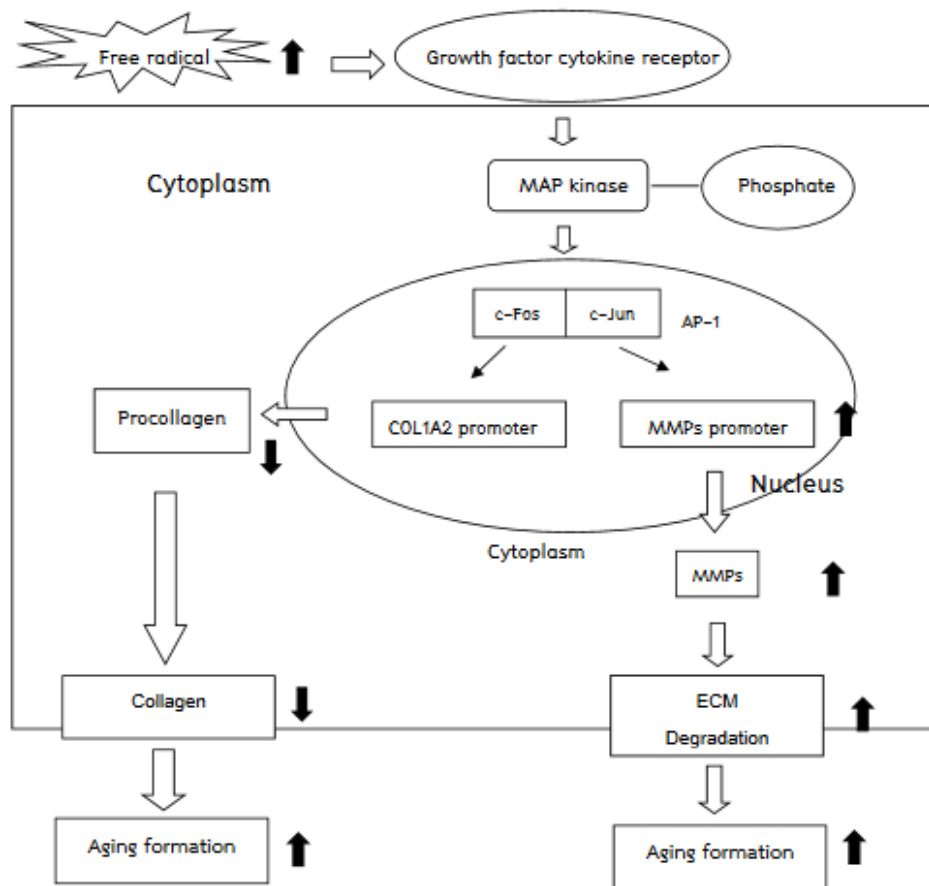 Free radical
Growth factor cytokine receptor
Cytoplasm
MAP kinase
Phosphate
c-Fos
c-Jun
AP-1
Procollagen
COL1A2 promoter
MMPs promoter
Nucleus
Cytoplasm
MMPs
Collagen
ECM
Degradation
Aging formation
Aging formation